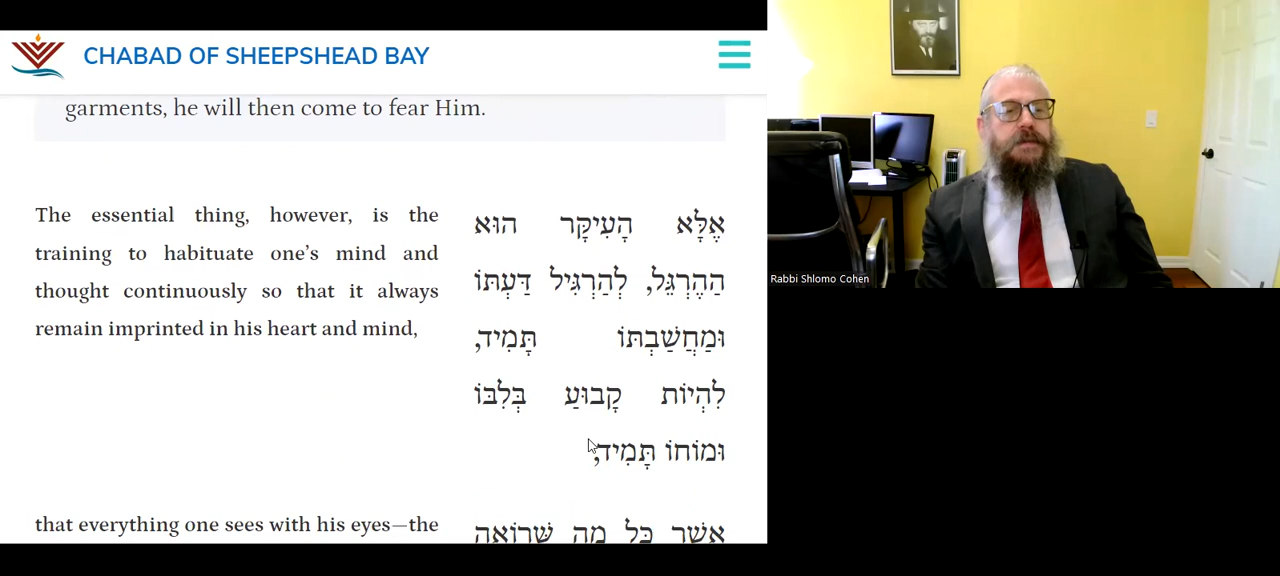 CHABAD OF SHEEPSHEAD BAY
garments, he will then come to fear Him.
The essential thing, however, is the
training to habituate one’s mind and
thought continuously so that it always
remain imprinted in his heart and mind,
אֶלָּא הָעִיקָּר הוּא
הַהֶרְגֵּל, לְהַרְגִּיל דַּעְתּוֹ
וּמַחֲשַׁבְתּוֹ תָּמִיד,
לִהְיוֹת קָבוּעַ בְּלִבּוֹ
וּמוֹחוֹ תָּמִיד,
that everything one sees with his eyes—the
אֲשֶׁר כָּל מַה שֶּׁרוֹאֶה
Rabbi Shlomo Cohen